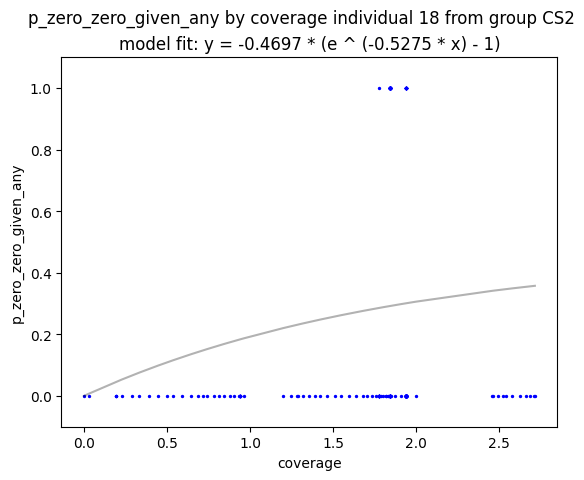 p_zero_zero_given_any by coverage individual 18 from group CS2
model fit: y = -0.4697 * (e ^ (-0.5275 * x) - 1)
1.0
0.8
0.6
0.4
0.2
0.0
p_zero_zero_given_any
0.0 0.5 1.0 1.5 2.0 2.5
coverage